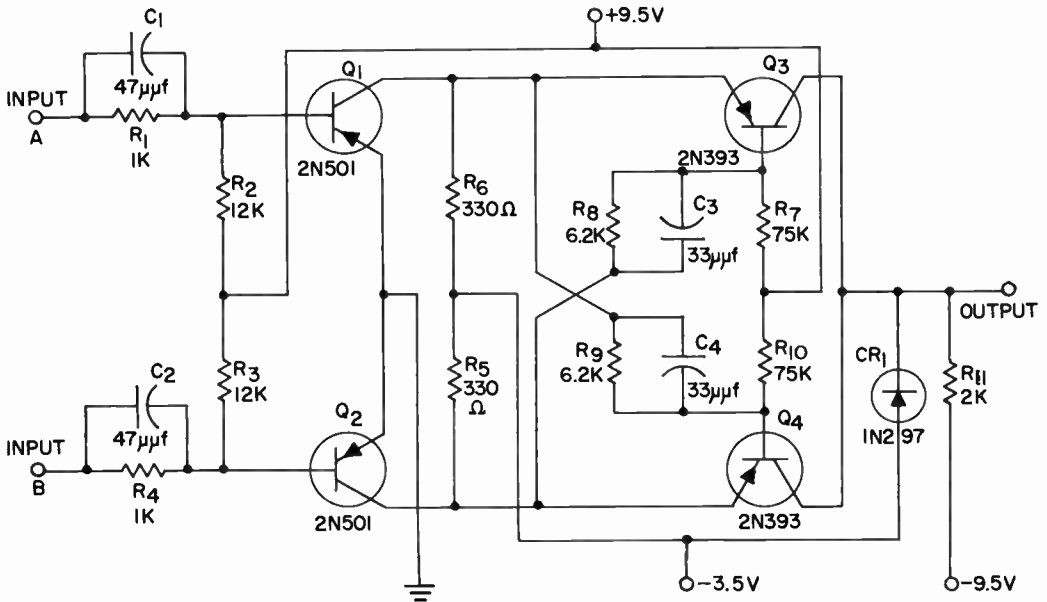 +9.5V
C1
47μμf
INPUT
A
R1
1K
Q1
2N501
Q3
2N393
R2
12K
R6
330Ω
R8
6.2K
C3
33μμf
R7
75K
OUTPUT
R3
12K
R5
330
Ω
R9
6.2K
C4
33μμf
R10
75K
CR1
1N297
R11
2K
C2
47μμf
INPUT
B
R4
1K
Q2
2N501
Q4
2N393
-3.5V
-9.5V